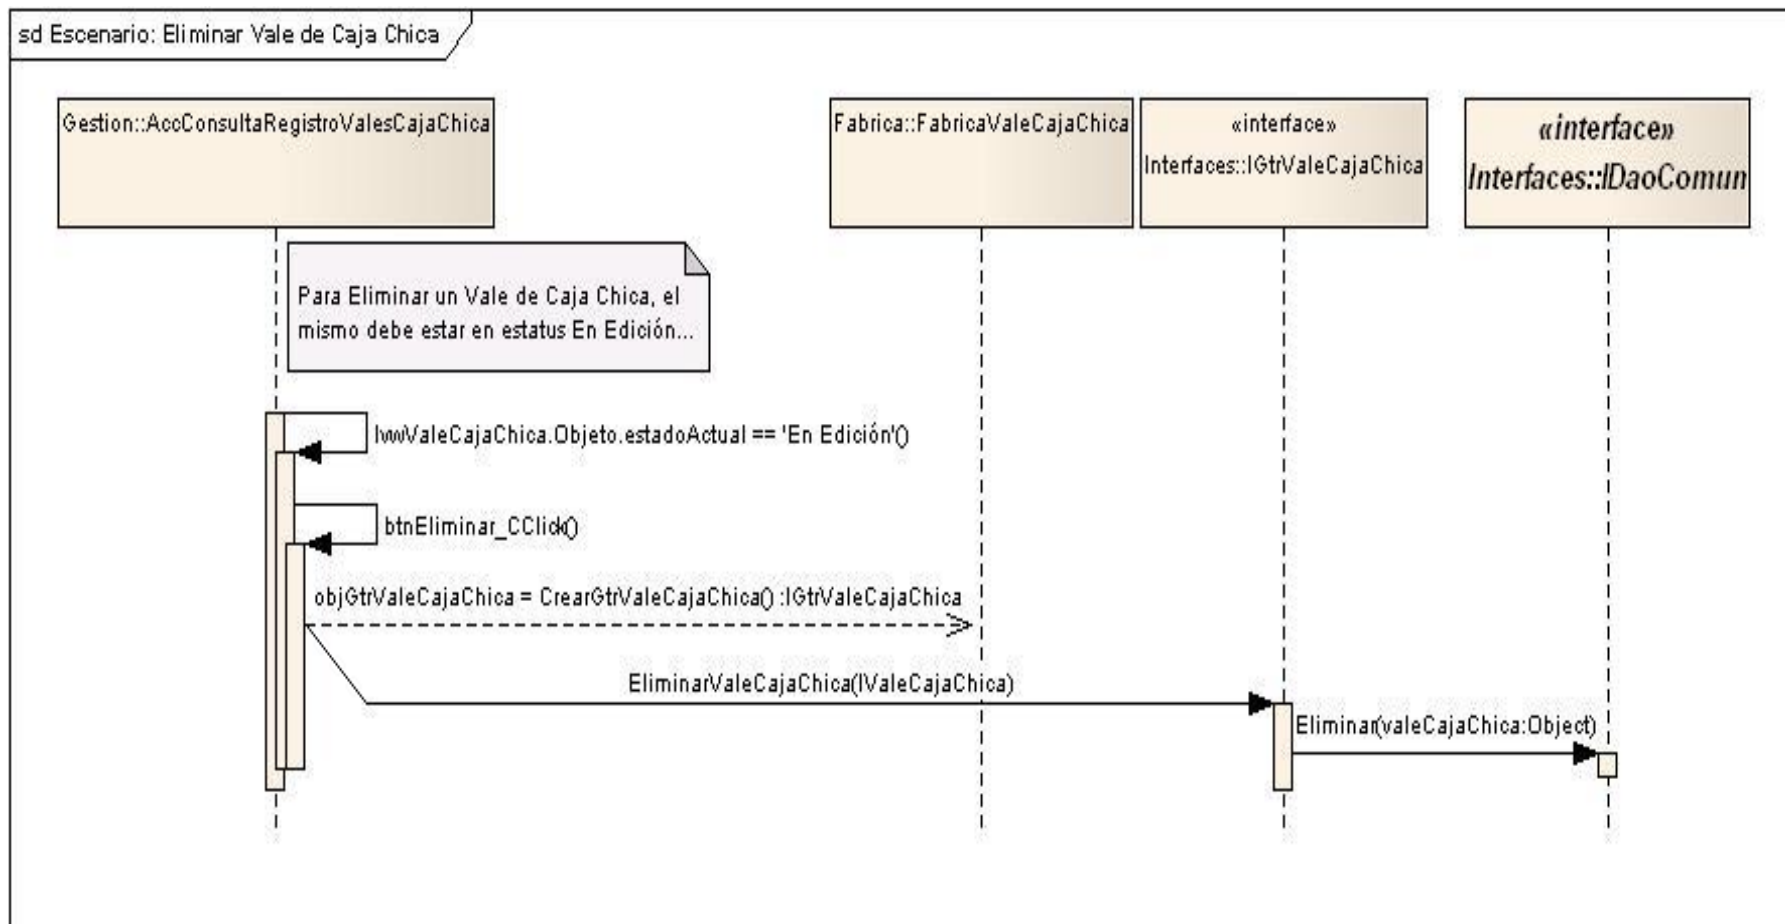 sd Escenario: Eliminar Vale de Caja Chica
Gestion::AccConsultaRegistroValesCajaChica
Fabrica::FabricaValeCajaChica
«interface»
Interfaces::IGtrValeCajaChica
«interface»
Interfaces::IDaoComun
Para Eliminar un Vale de Caja Chica, el
mismo debe estar en estatus En Edición...
lvwValeCajaChica.Objeto.estadoActual == 'En Edición'()
btnEliminar_CClick()
objGtrValeCajaChica = CrearGtrValeCajaChica() :IGtrValeCajaChica
EliminarValeCajaChica(IValeCajaChica)
Eliminar(valeCajaChica:Object)